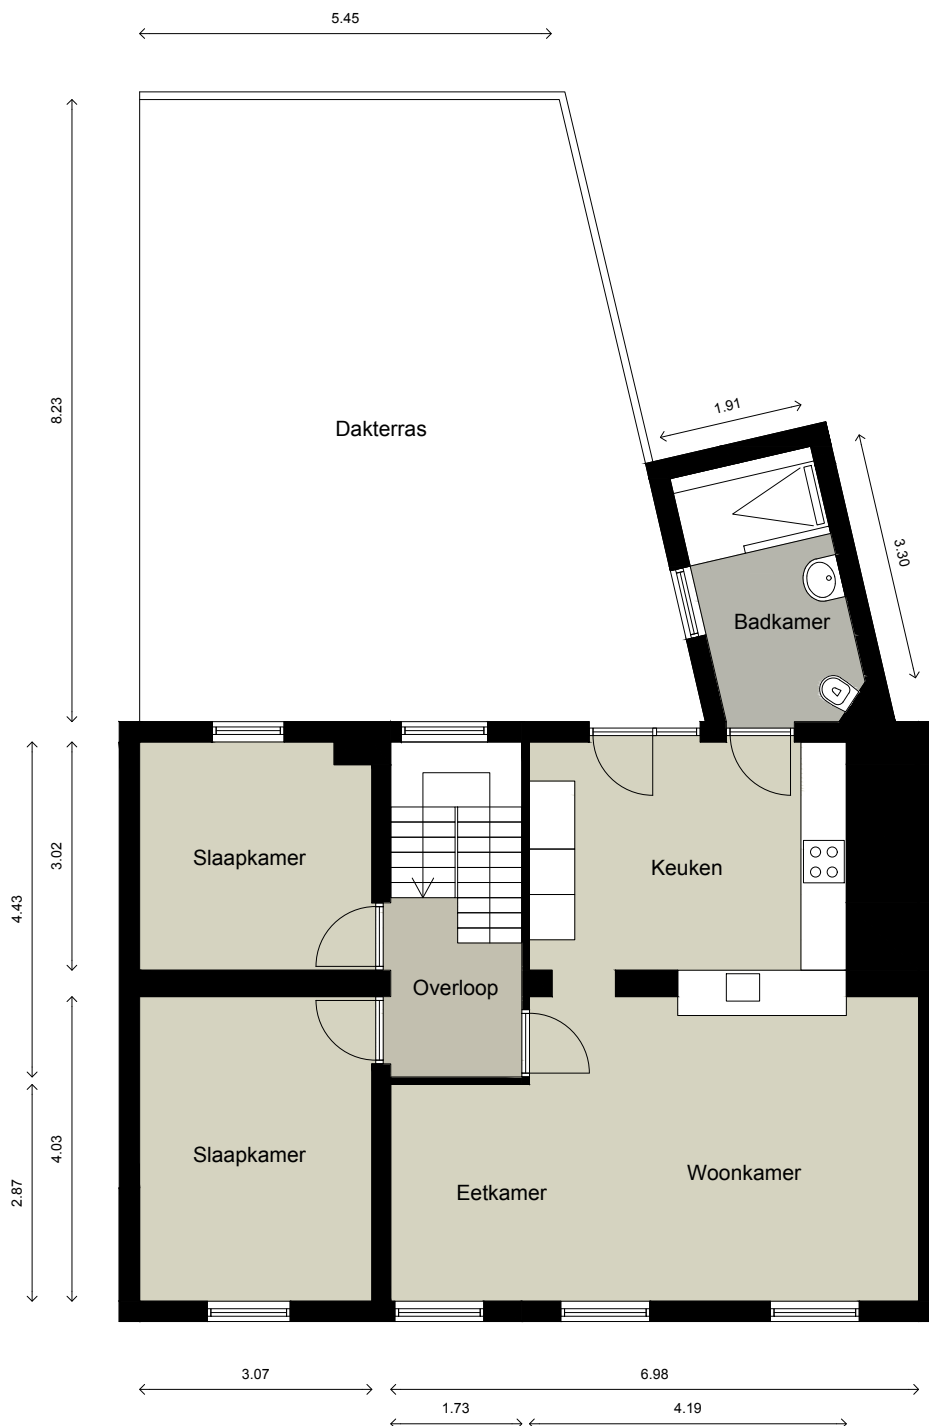 5.45
8.23
Dakterras
1.91
3.30
Badkamer
3.02
4.43
Slaapkamer
Keuken
Overloop
4.03
2.87
Slaapkamer
Eetkamer
Woonkamer
3.07
6.98
1.73
4.19